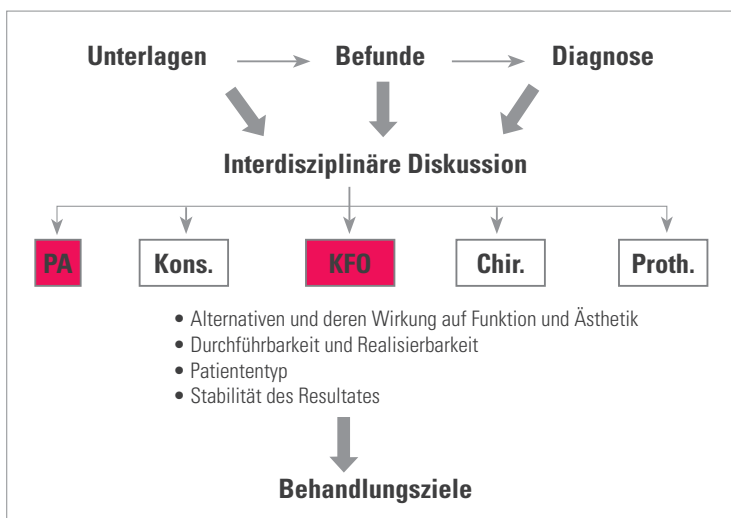 Unterlagen Befunde Diagnose
Interdisziplinäre Diskussion
PA Kons. KFO Chir. Proth.
• Alternativen und deren Wirkung auf Funktion und Ästhetik
• Durchführbarkeit und Realisierbarkeit
• Patiententyp
• Stabilität des Resultates
Behandlungsziele